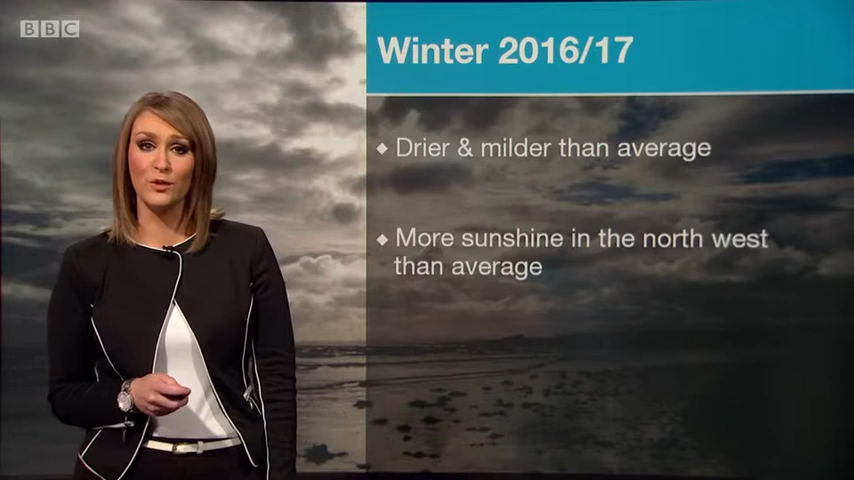 BBC
Winter 2016/17
Drier & milder than average
More sunshine in the north west
than average